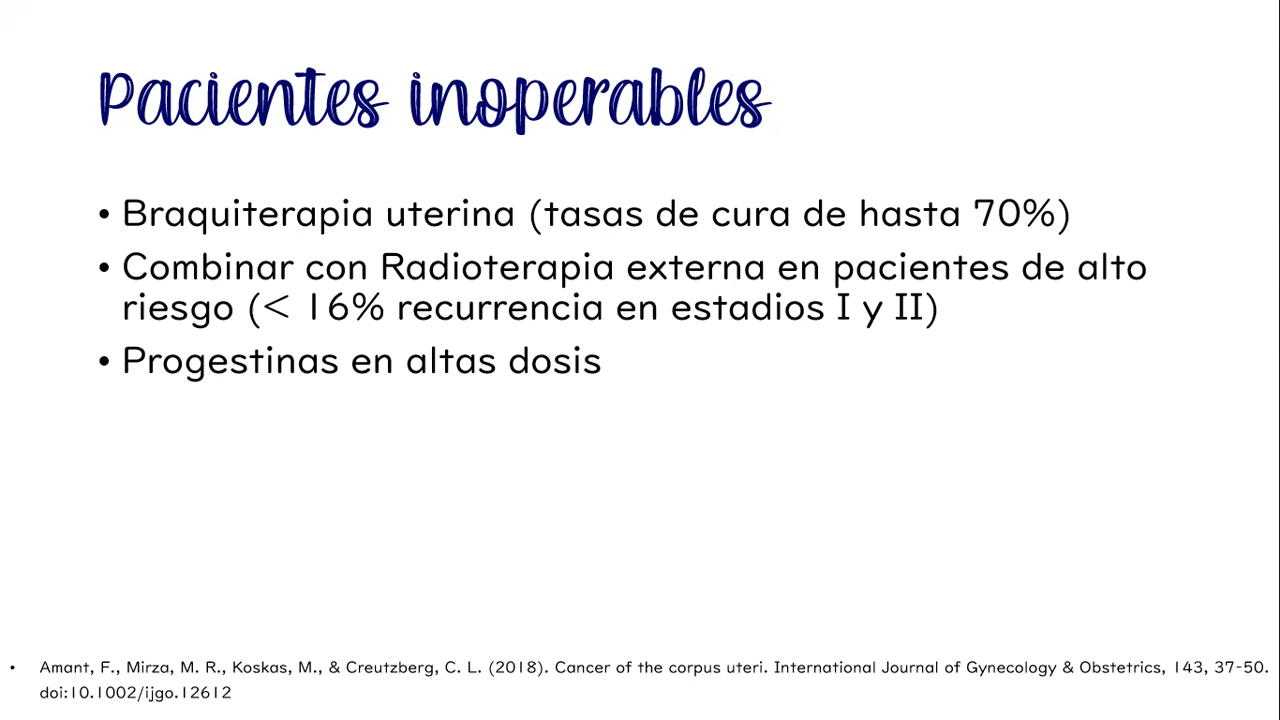 Pacientes inoperables
• Braquiterapia uterina (tasas de cura de hasta 70%)
• Combinar con Radioterapia externa en pacientes de alto
riesgo (< 16% recurrencia en estadios I y II)
• Progestinas en altas dosis
• Amant, F., Mirza, M. R., Koskas, M., & Creutzberg, C. L. (2018). Cancer of the corpus uteri. International Journal of Gynecology & Obstetrics, 143, 37-50.
doi:10.1002/ijgo.12612